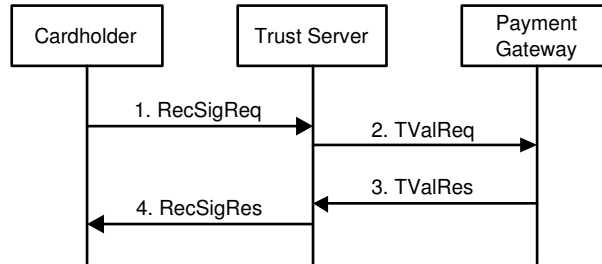 Cardholder
Trust Server
Payment
Gateway
1. RecSigReq
2. TValReq
3. TValRes
4. RecSigRes